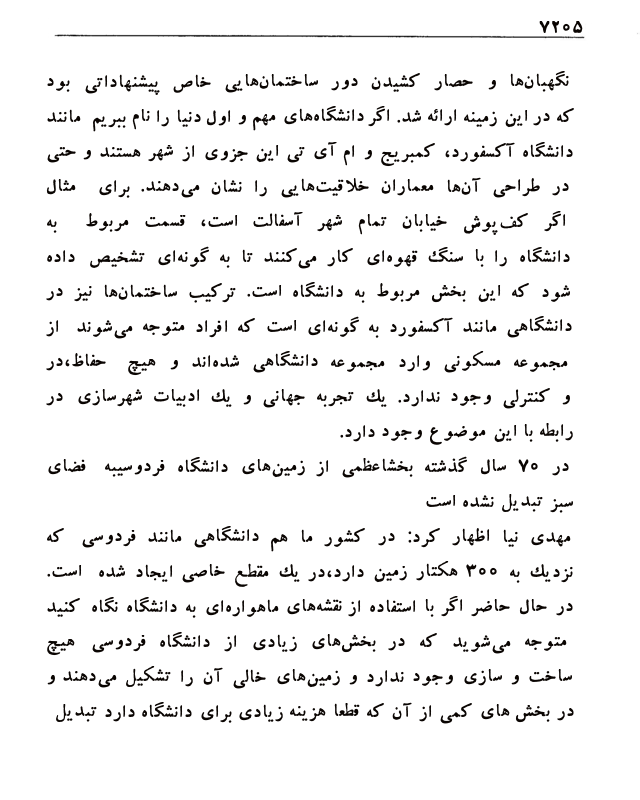 ۷۲۰۵
نگهبان‌ها و حصار کشیدن دور ساختمان‌هایی خاص پیشنهاداتی بود
که در این زمینه ارائه شد. اگر دانشگاه‌های مهم و اول دنیا را نام ببریم مانند
دانشگاه آکسفورد، کمبریج و ام آی تی این جزوی از شهر هستند و حتی
در طراحی آن‌ها معماران خلاقیت‌هایی را نشان می‌دهند. برای مثال
اگر کف‌پوش خیابان تمام شهر آسفالت است، قسمت مربوط به
دانشگاه را با سنگ قهوه‌ای کار می‌کنند تا به گونه‌ای تشخیص داده
شود که این بخش مربوط به دانشگاه است. ترکیب ساختمان‌ها نیز در
دانشگاهی مانند آکسفورد به گونه‌ای است که افراد متوجه می‌شوند از
مجموعه مسکونی وارد مجموعه دانشگاهی شده‌اند و هیچ حفاظ،در
و کنترلی وجود ندارد. یك تجربه جهانی و یك ادبیات شهرسازی در
رابطه با این موضوع وجود دارد.
در ۷۰ سال گذشته بخشاعظمی از زمین‌های دانشگاه فردوسیبه فضای
سبز تبدیل نشده است
مهدی نیا اظهار کرد: در کشور ما هم دانشگاهی مانند فردوسی که
نزدیك به ۳۰۰ هکتار زمین دارد،در یك مقطع خاصی ایجاد شده است.
در حال حاضر اگر با استفاده از نقشه‌های ماهواره‌ای به دانشگاه نگاه کنید
متوجه می‌شوید که در بخش‌های زیادی از دانشگاه فردوسی هیچ
ساخت و سازی وجود ندارد و زمین‌های خالی آن را تشکیل می‌دهند و
در بخش های کمی از آن که قطعا هزینه زیادی برای دانشگاه دارد تبدیل